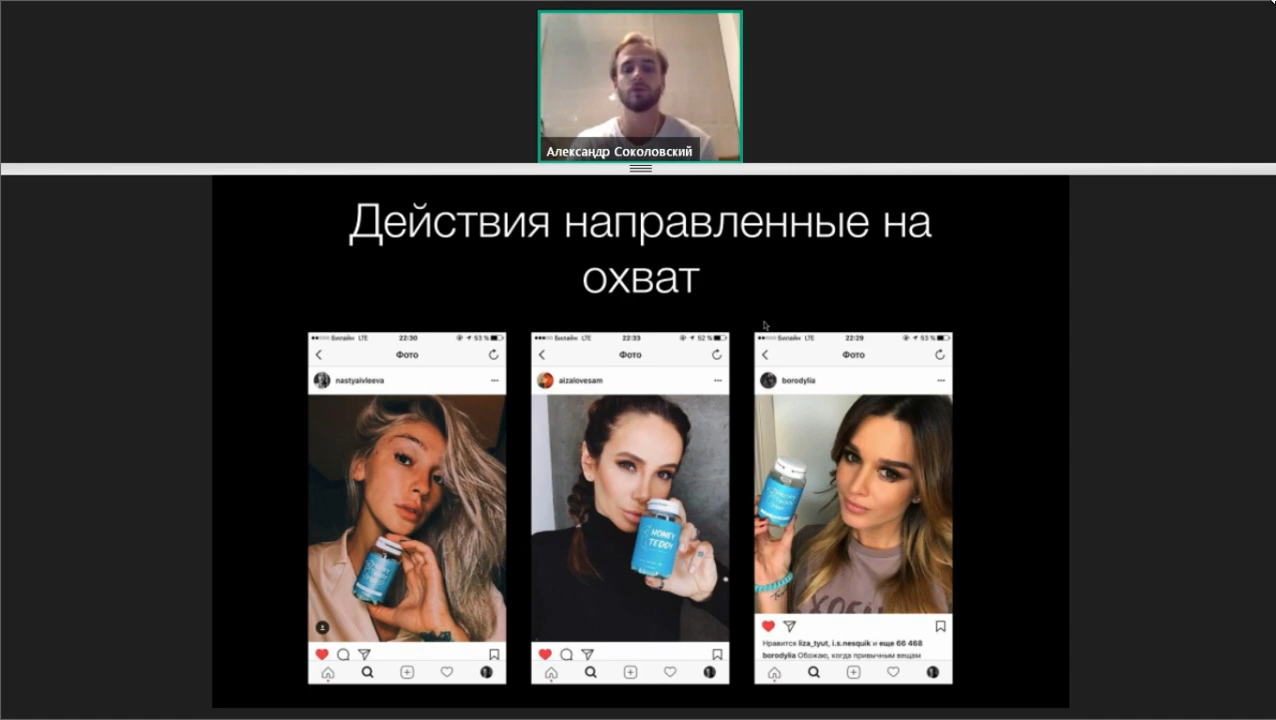 Александр Соколовский
Действия направленные на
охват
Билайн LTE 22:30 53 %
Фото
nastyaivleeva
Билайн LTE 22:33 52 %
Фото
aizalovesam
HONEY
TEDDY
Билайн LTE 22:29 53 %
Фото
borodylia
ХОБИ
Нравится liza_tyut, i.s.nesquik и еще 66 468
borodylia Обожаю, когда привычным вещам